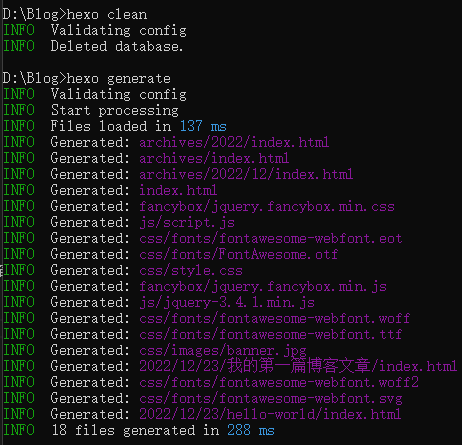 D:\Blog>hexo clean
INFO  Validating config
INFO  Deleted database.
D:\Blog>hexo generate
INFO  Validating config
INFO  Start processing
INFO  Files loaded in 137 ms
INFO  Generated: archives/2022/index.html
INFO  Generated: archives/index.html
INFO  Generated: archives/2022/12/index.html
INFO  Generated: index.html
INFO  Generated: fancybox/jquery.fancybox.min.css
INFO  Generated: js/script.js
INFO  Generated: css/fonts/fontawesome-webfont.eot
INFO  Generated: css/fonts/FontAwesome.otf
INFO  Generated: css/style.css
INFO  Generated: fancybox/jquery.fancybox.min.js
INFO  Generated: js/jquery-3.4.1.min.js
INFO  Generated: css/fonts/fontawesome-webfont.woff
INFO  Generated: css/fonts/fontawesome-webfont.ttf
INFO  Generated: css/images/banner.jpg
INFO  Generated: 2022/12/23/我的第一篇博客文章/index.html
INFO  Generated: css/fonts/fontawesome-webfont.woff2
INFO  Generated: css/fonts/fontawesome-webfont.svg
INFO  Generated: 2022/12/23/hello-world/index.html
INFO  18 files generated in 288 ms